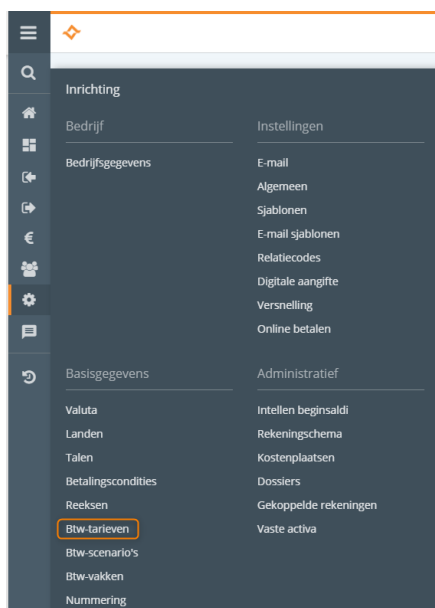 Inrichting
Bedrijf
Bedrijfsgegevens
Instellingen
E-mail
Algemeen
Sjablonen
E-mail sjablonen
Relatiecodes
Digitale aangifte
Versnelling
Online betalen
Basisgegevens
Valuta
Landen
Talen
Betalingscondities
Reeksen
Btw-tarieven
Btw-scenario's
Btw-vakken
Nummering
Administratief
Intellen beginsaldi
Rekeningschema
Kostenplaatsen
Dossiers
Gekoppelde rekeningen
Vaste activa